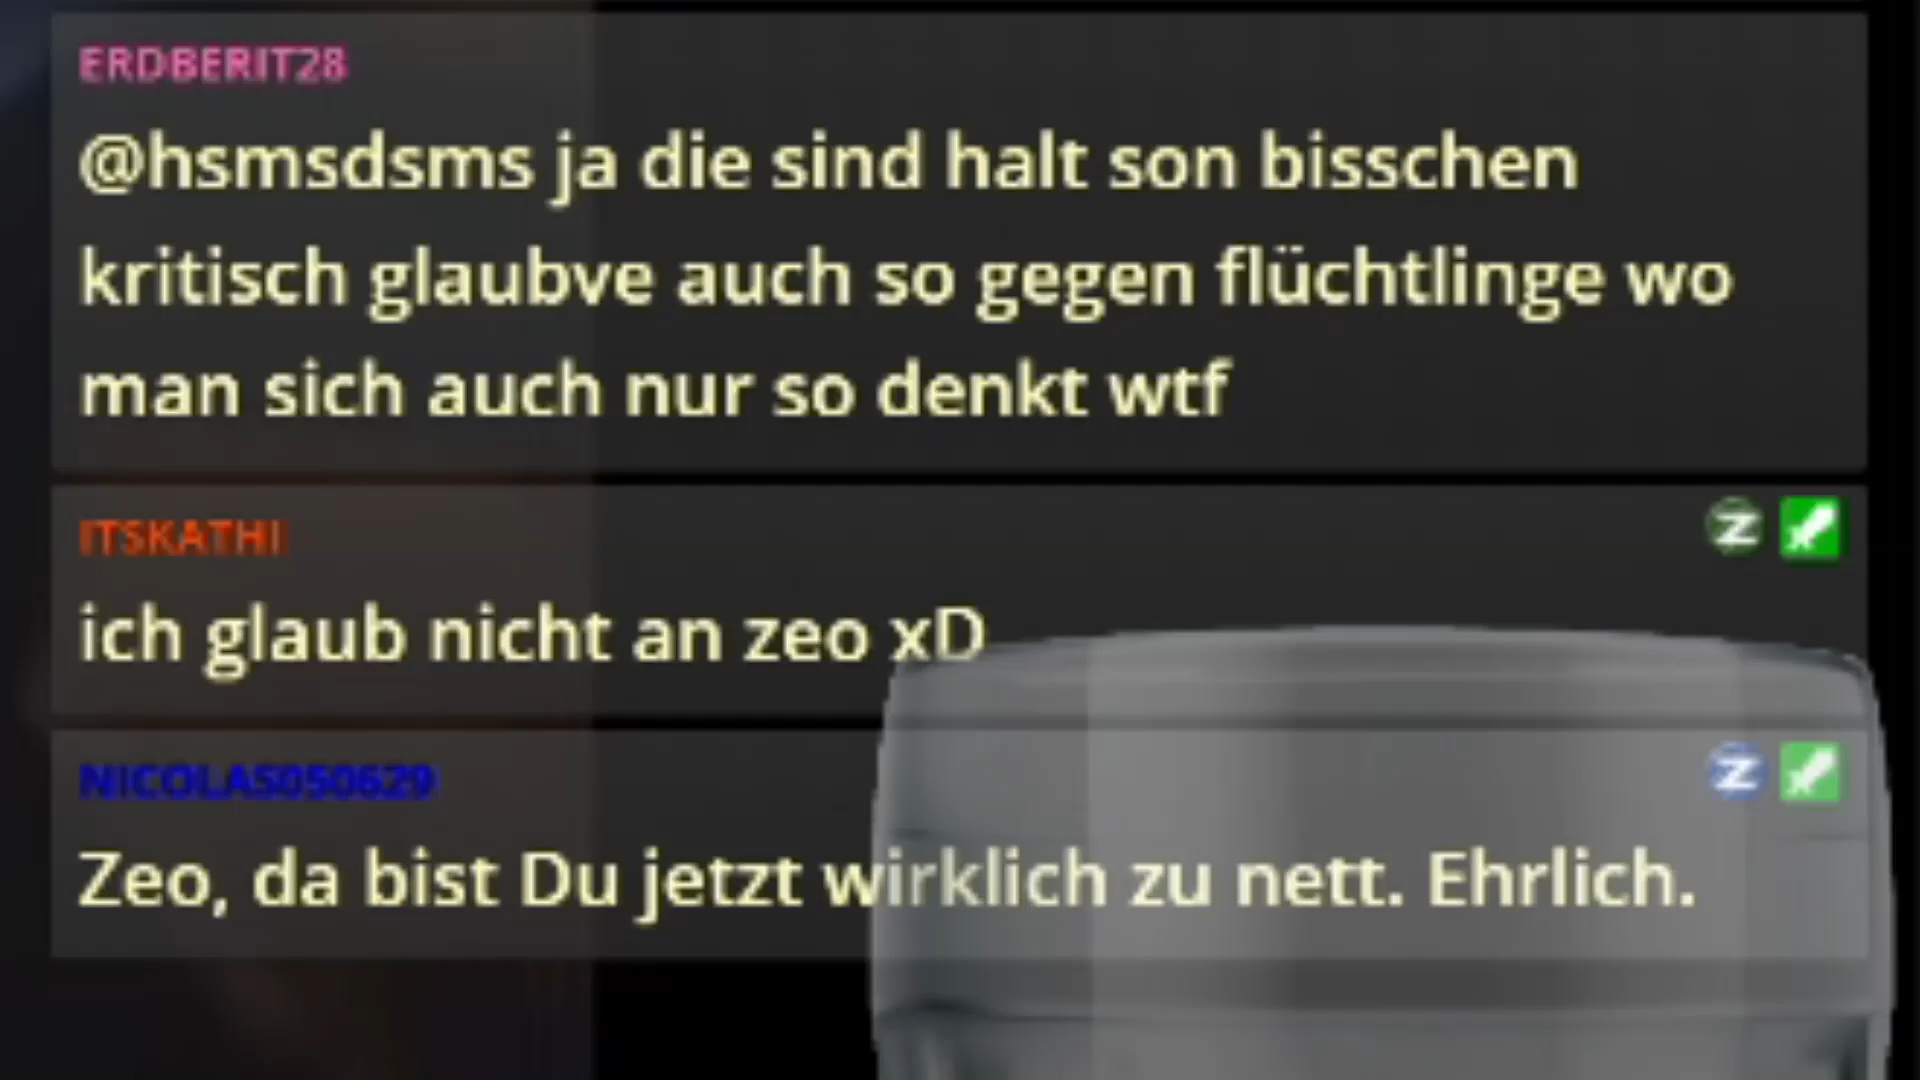 ERDBERIT28
@hsmsdsms ja die sind halt son bisschen
kritisch glaubve auch so gegen flüchtlinge wo
man sich auch nur so denkt wtf
ITSKATHI
Z
ich glaub nicht an zeo xD
NICOLAS050629
Z
Zeo, da bist Du jetzt wirklich zu nett. Ehrlich.